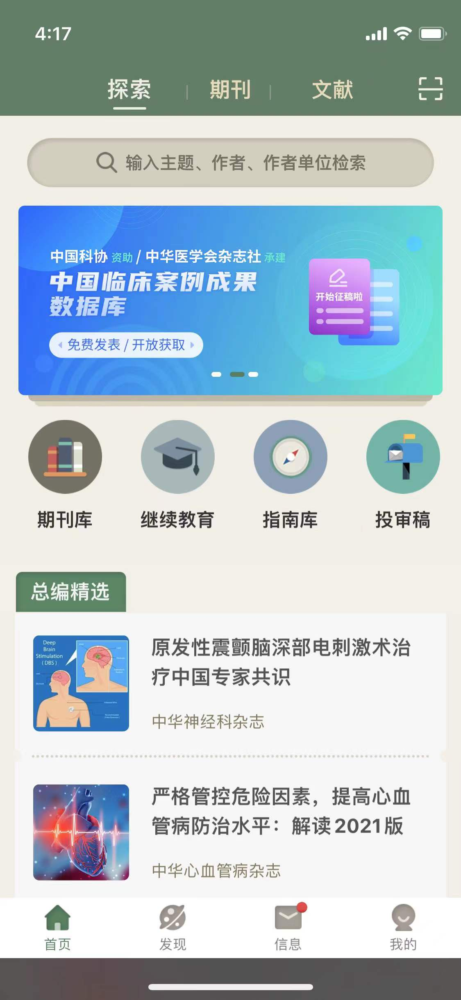 4:17
探索
期刊
文献
输入主题、作者、作者单位检索
中国科协 资助 / 中华医学会杂志社 承建
中国临床案例成果
数据库
开始征稿啦
免费发表 / 开放获取
期刊库
继续教育
指南库
投审稿
总编精选
Deep
Brain
Stimulation
( DBS )
原发性震颤脑深部电刺激术治
疗中国专家共识
中华神经科杂志
严格管控危险因素，提高心血
管病防治水平：解读2021版
中华心血管病杂志
首页
发现
信息
我的